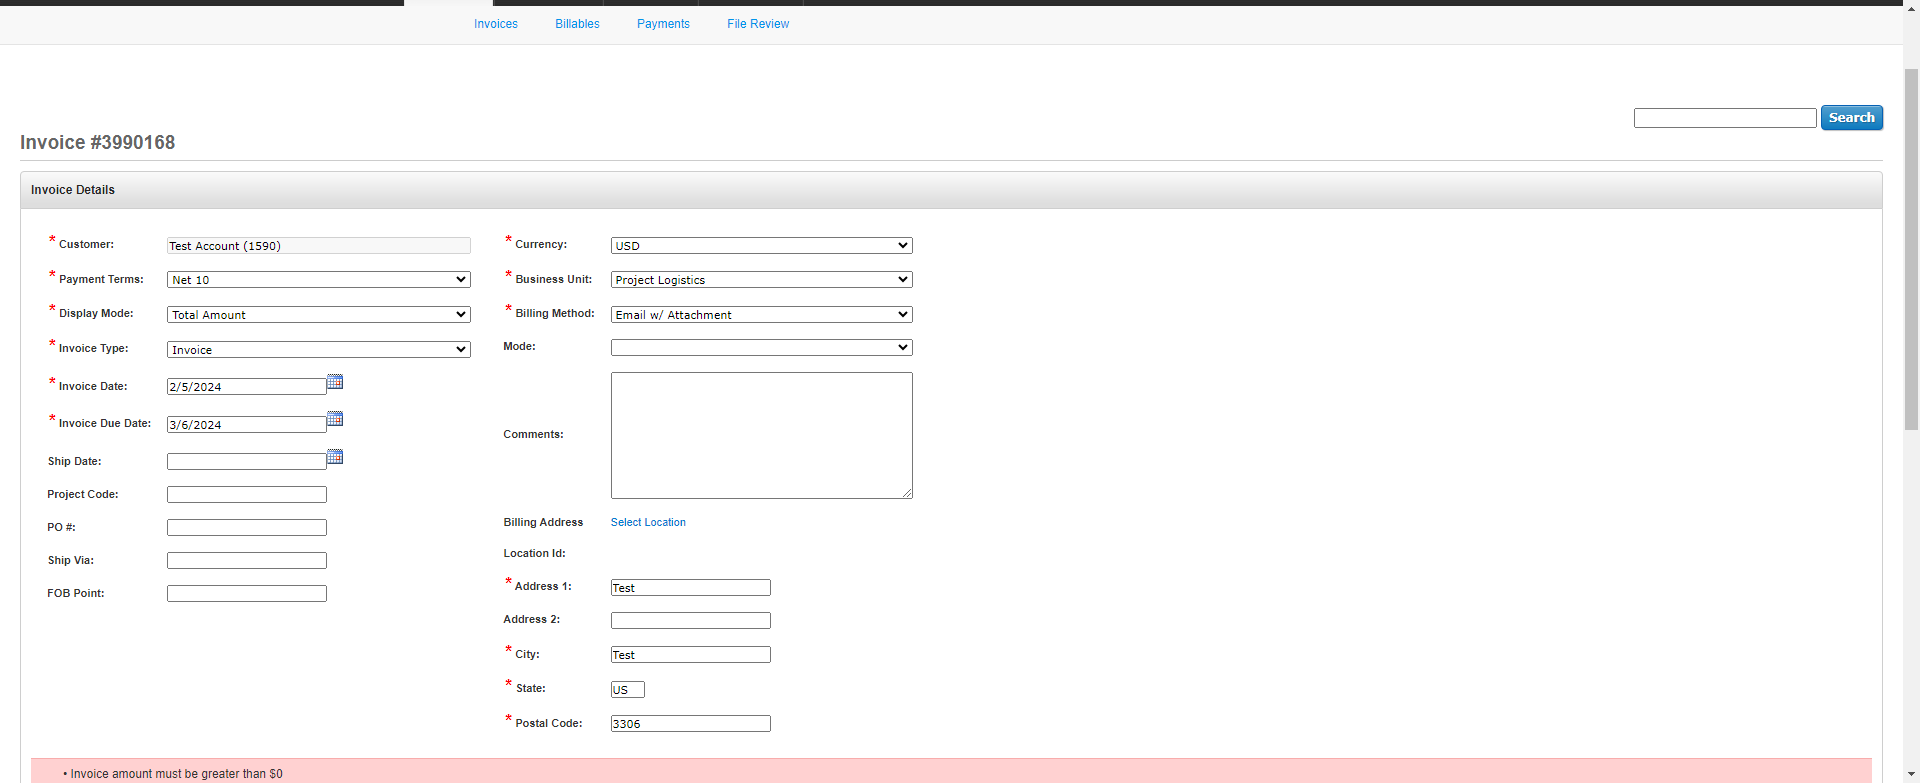 Invoices Billables Payments File Review
Search
Invoice #3990168
Invoice Details
* Customer: Test Account (1590)
* Payment Terms: Net 10
* Display Mode: Total Amount
* Invoice Type: Invoice
* Invoice Date: 2/5/2024
* Invoice Due Date: 3/6/2024
Ship Date:
Project Code:
PO #:
Ship Via:
FOB Point:
* Currency: USD
* Business Unit: Project Logistics
* Billing Method: Email w/ Attachment
Mode:
Comments:
Billing Address Select Location
Location Id:
* Address 1: Test
Address 2:
* City: Test
* State: US
* Postal Code: 3306
• Invoice amount must be greater than $0